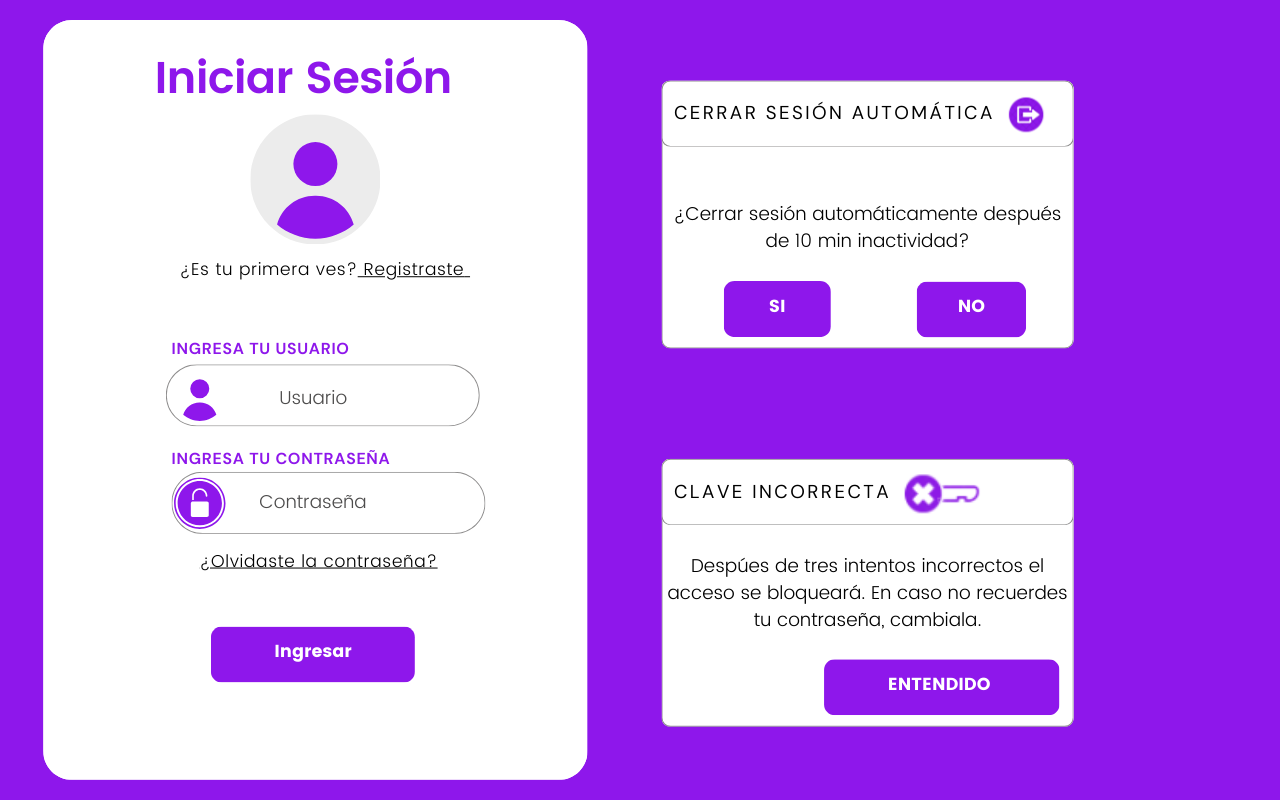 Iniciar Sesión
¿Es tu primera ves? Registraste
INGRESA TU USUARIO
Usuario
INGRESA TU CONTRASEÑA
Contraseña
¿Olvidaste la contraseña?
Ingresar
CERRAR SESIÓN AUTOMÁTICA
¿Cerrar sesión automáticamente después
de 10 min inactividad?
SI
NO
CLAVE INCORRECTA
Despúes de tres intentos incorrectos el
acceso se bloqueará. En caso no recuerdes
tu contraseña, cambiala.
ENTENDIDO